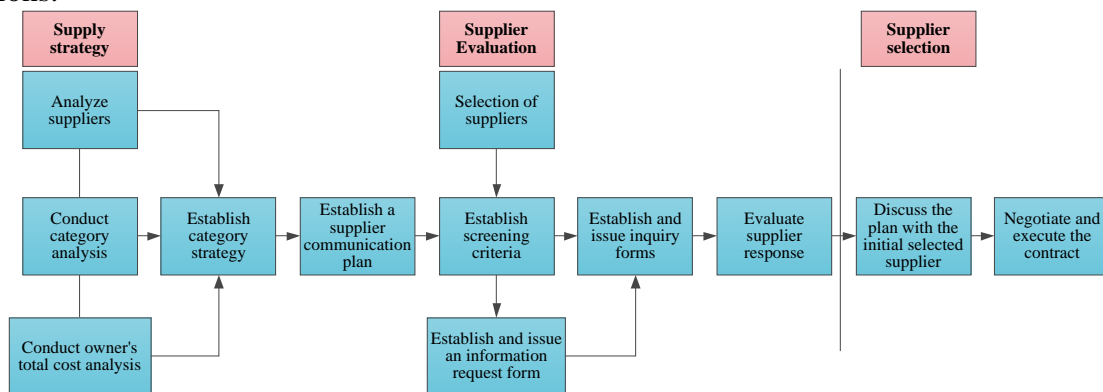 ions.
Supply
strategy
Supplier
Evaluation
Supplier
selection
Analyze
suppliers
Selection of
suppliers
Conduct
category
analysis
Establish
category
strategy
Establish a
supplier
communication
plan
Establish
screening
criteria
Establish and
issue inquiry
forms
Evaluate
supplier
response
Discuss the
plan with the
initial selected
supplier
Negotiate and
execute the
contract
Conduct owner's
total cost analysis
Establish and issue
an information
request form